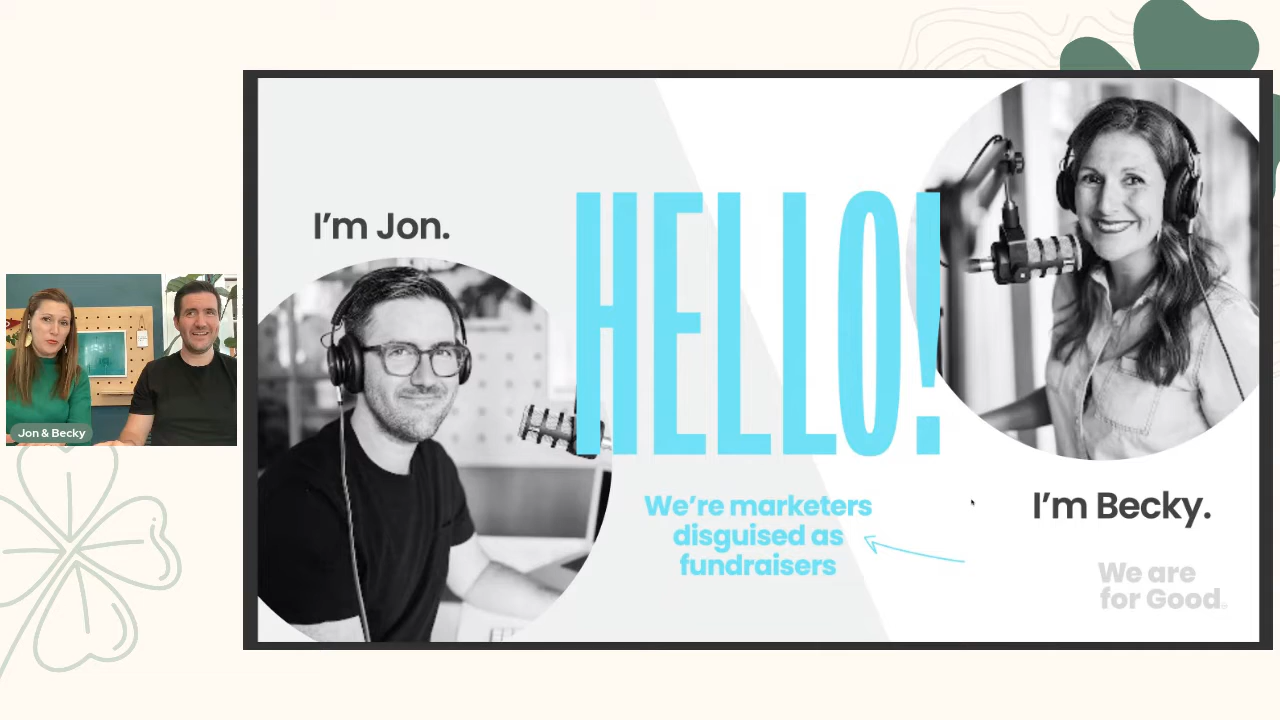 I'm Jon.
HELLO!
We're marketers
disguised as
fundraisers
I'm Becky.
We are
for Good
Jon & Becky